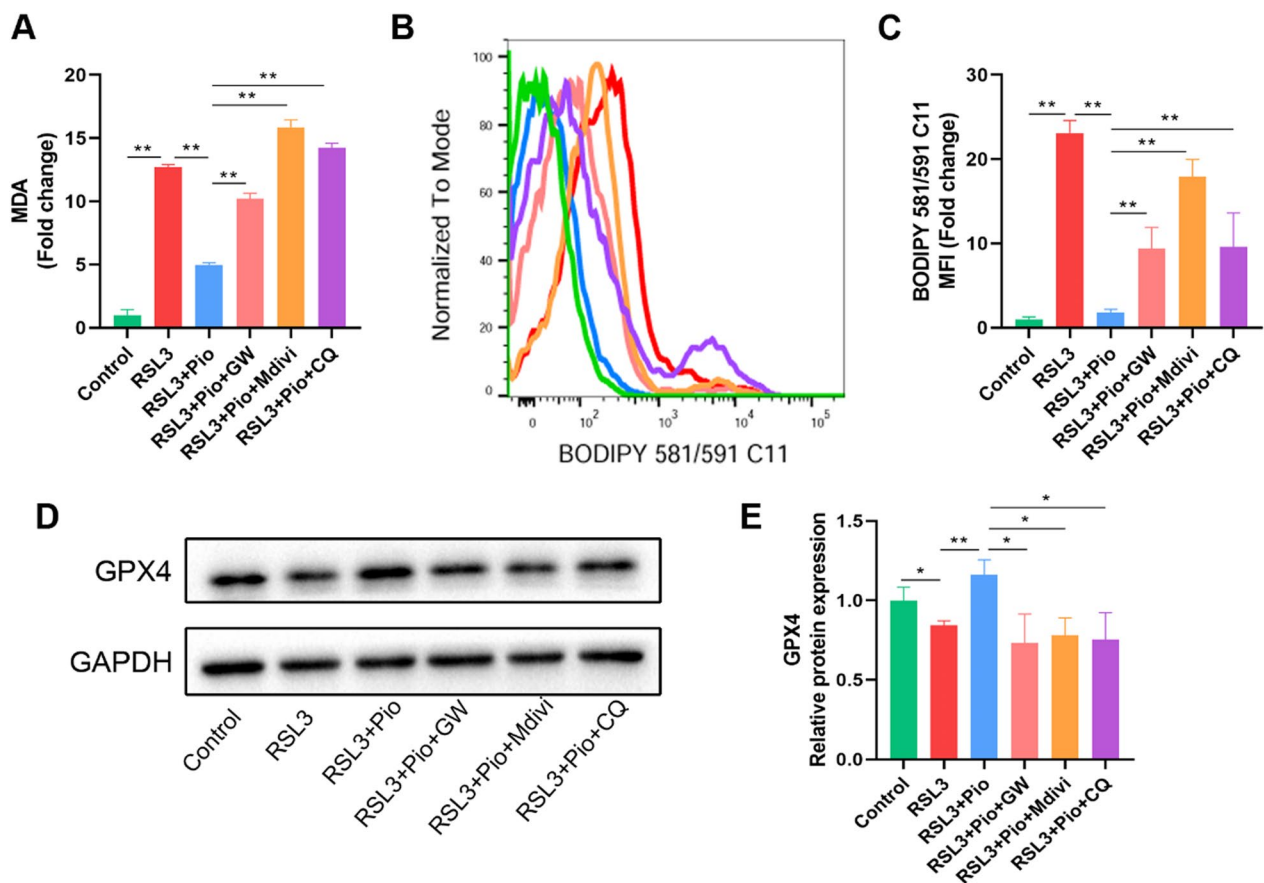 A
MDA
(Fold change)
20
15
10
5
0
**
**
**
**
**
Control
RSL3
RSL3+Pio
RSL3+Pio+GW
RSL3+Pio+Mdivi
RSL3+Pio+CQ
B
Normalized To Mode
100
80
60
40
20
0
0
10²
10³
10⁴
10⁵
BODIPY 581/591 C11
C
BODIPY 581/591 C11
MFI (Fold change)
30
20
10
0
**
**
**
**
**
Control
RSL3
RSL3+Pio
RSL3+Pio+GW
RSL3+Pio+Mdivi
RSL3+Pio+CQ
D
GPX4
GAPDH
Control
RSL3
RSL3+Pio
RSL3+Pio+GW
RSL3+Pio+Mdivi
RSL3+Pio+CQ
E
GPX4
Relative protein expression
1.5
1.0
0.5
0.0
*
*
*
**
*
Control
RSL3
RSL3+Pio
RSL3+Pio+GW
RSL3+Pio+Mdivi
RSL3+Pio+CQ